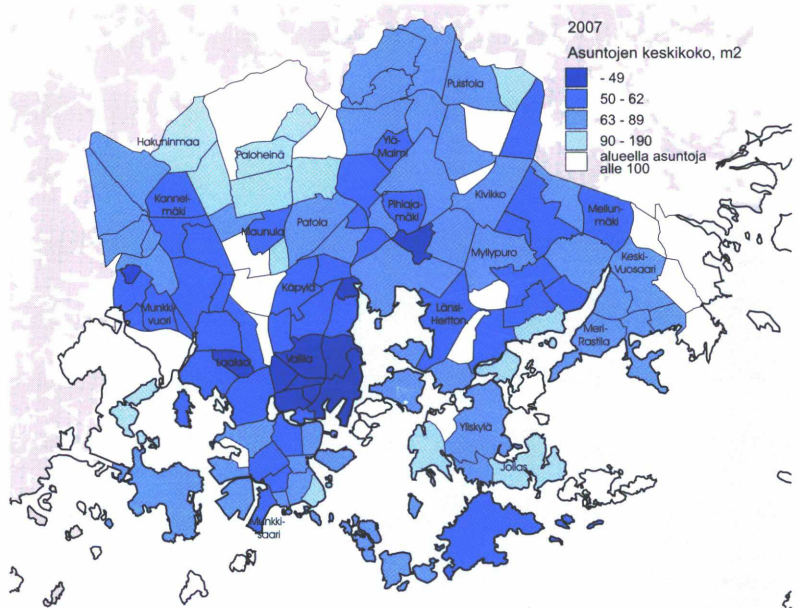 2007
Asuntojen keskikoko, m2
- 49
50 - 62
63 - 89
90 - 190
alueella asuntoja
alle 100
Puistola
Hakuninmaa
Paloheinä
Ylä-
Malmi
Kannel-
mäki
Pihlaja-
mäki
Kivikko
Maunula
Patola
Mellun-
mäki
Myllypuro
Keski-
Vuosaari
Käpylä
Munkki-
vuori
Länsi-
Hertton.
Meri-
Rastila
Laakso
Vallila
Yliskylä
Jollas
Munkki-
saari